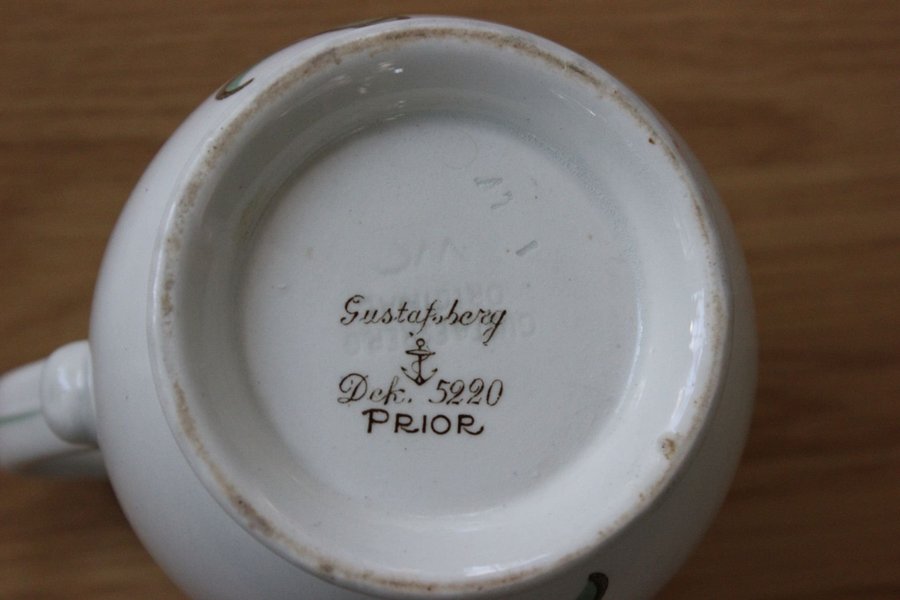 Gustafsberg
Dek. 5220
PRIOR